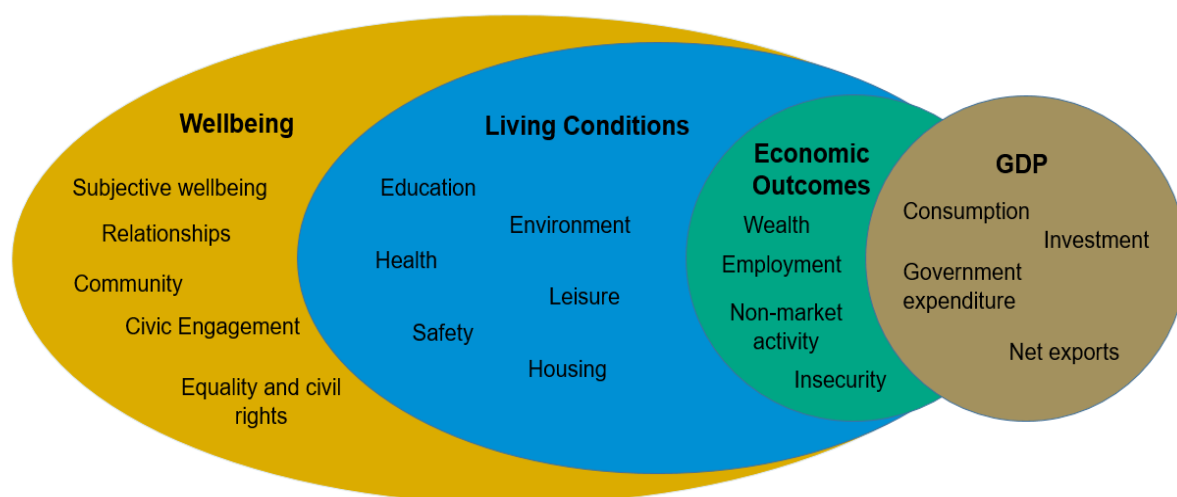 Wellbeing
Subjective wellbeing
Relationships
Community
Civic Engagement
Equality and civil
rights
Living Conditions
Education
Environment
Health
Leisure
Safety
Housing
Economic
Outcomes
Wealth
Employment
Non-market
activity
Insecurity
GDP
Consumption
Investment
Government
expenditure
Net exports